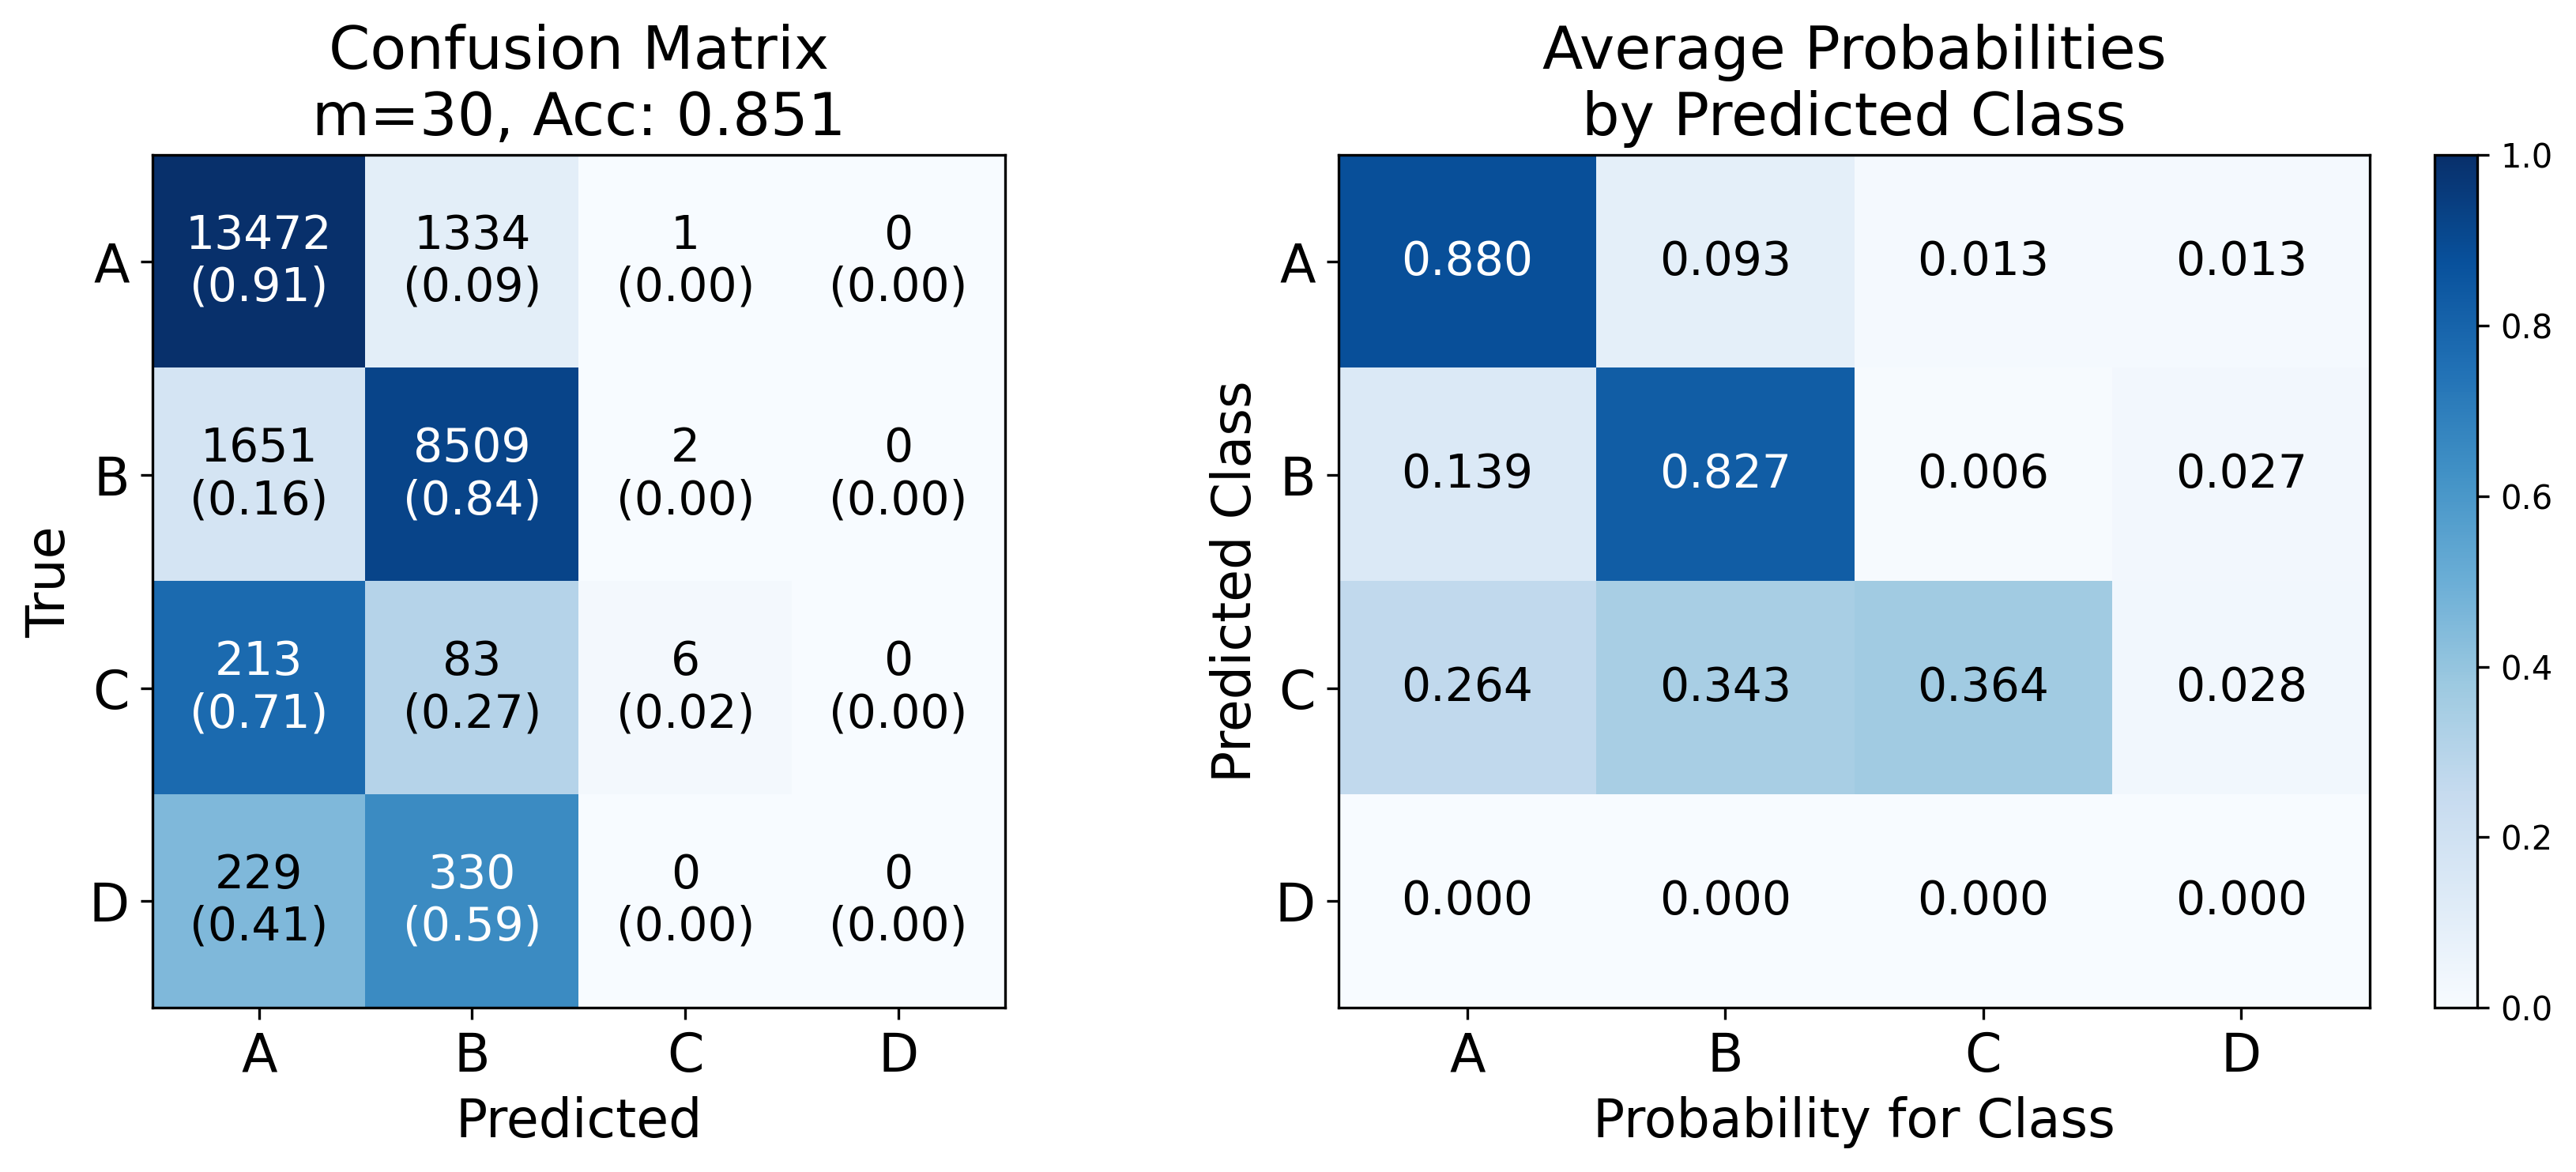 Confusion Matrix
m=30, Acc: 0.851
True
A
13472 1334 1 0
(0.91) (0.09) (0.00) (0.00)
B
1651 8509 2 0
(0.16) (0.84) (0.00) (0.00)
C
213 83 6 0
(0.71) (0.27) (0.02) (0.00)
D
229 330 0 0
(0.41) (0.59) (0.00) (0.00)
A B C D
Predicted
Average Probabilities
by Predicted Class
Predicted Class
A 0.880 0.093 0.013 0.013
B 0.139 0.827 0.006 0.027
C 0.264 0.343 0.364 0.028
D 0.000 0.000 0.000 0.000
A B C D
Probability for Class
1.0
0.8
0.6
0.4
0.2
0.0